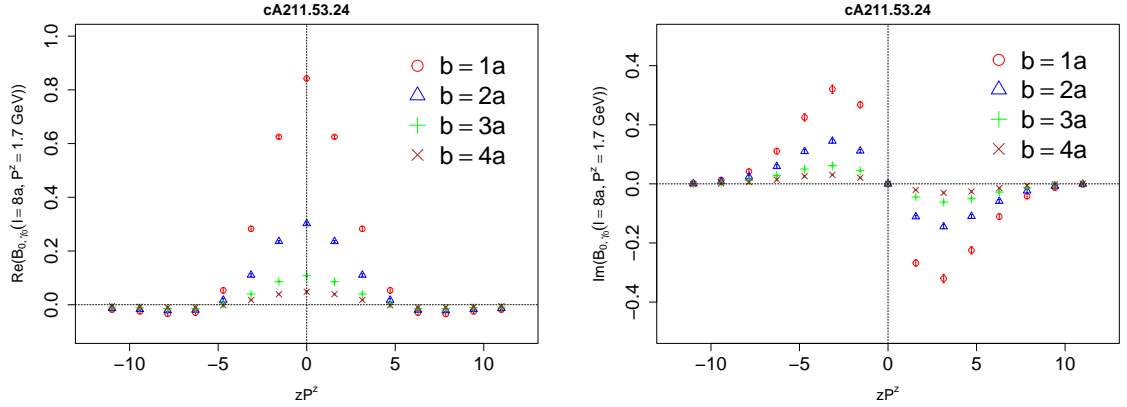 cA211.53.24
Re(B₀,γ₀(l = 8a, Pᶻ = 1.7 GeV))
1.0
0.8
0.6
0.4
0.2
0.0
b = 1a
b = 2a
b = 3a
b = 4a
−10 −5 0 5 10
zPᶻ
cA211.53.24
Im(B₀,γ₀(l = 8a, Pᶻ = 1.7 GeV))
0.4
0.2
0.0
−0.2
−0.4
b = 1a
b = 2a
b = 3a
b = 4a
−10 −5 0 5 10
zPᶻ